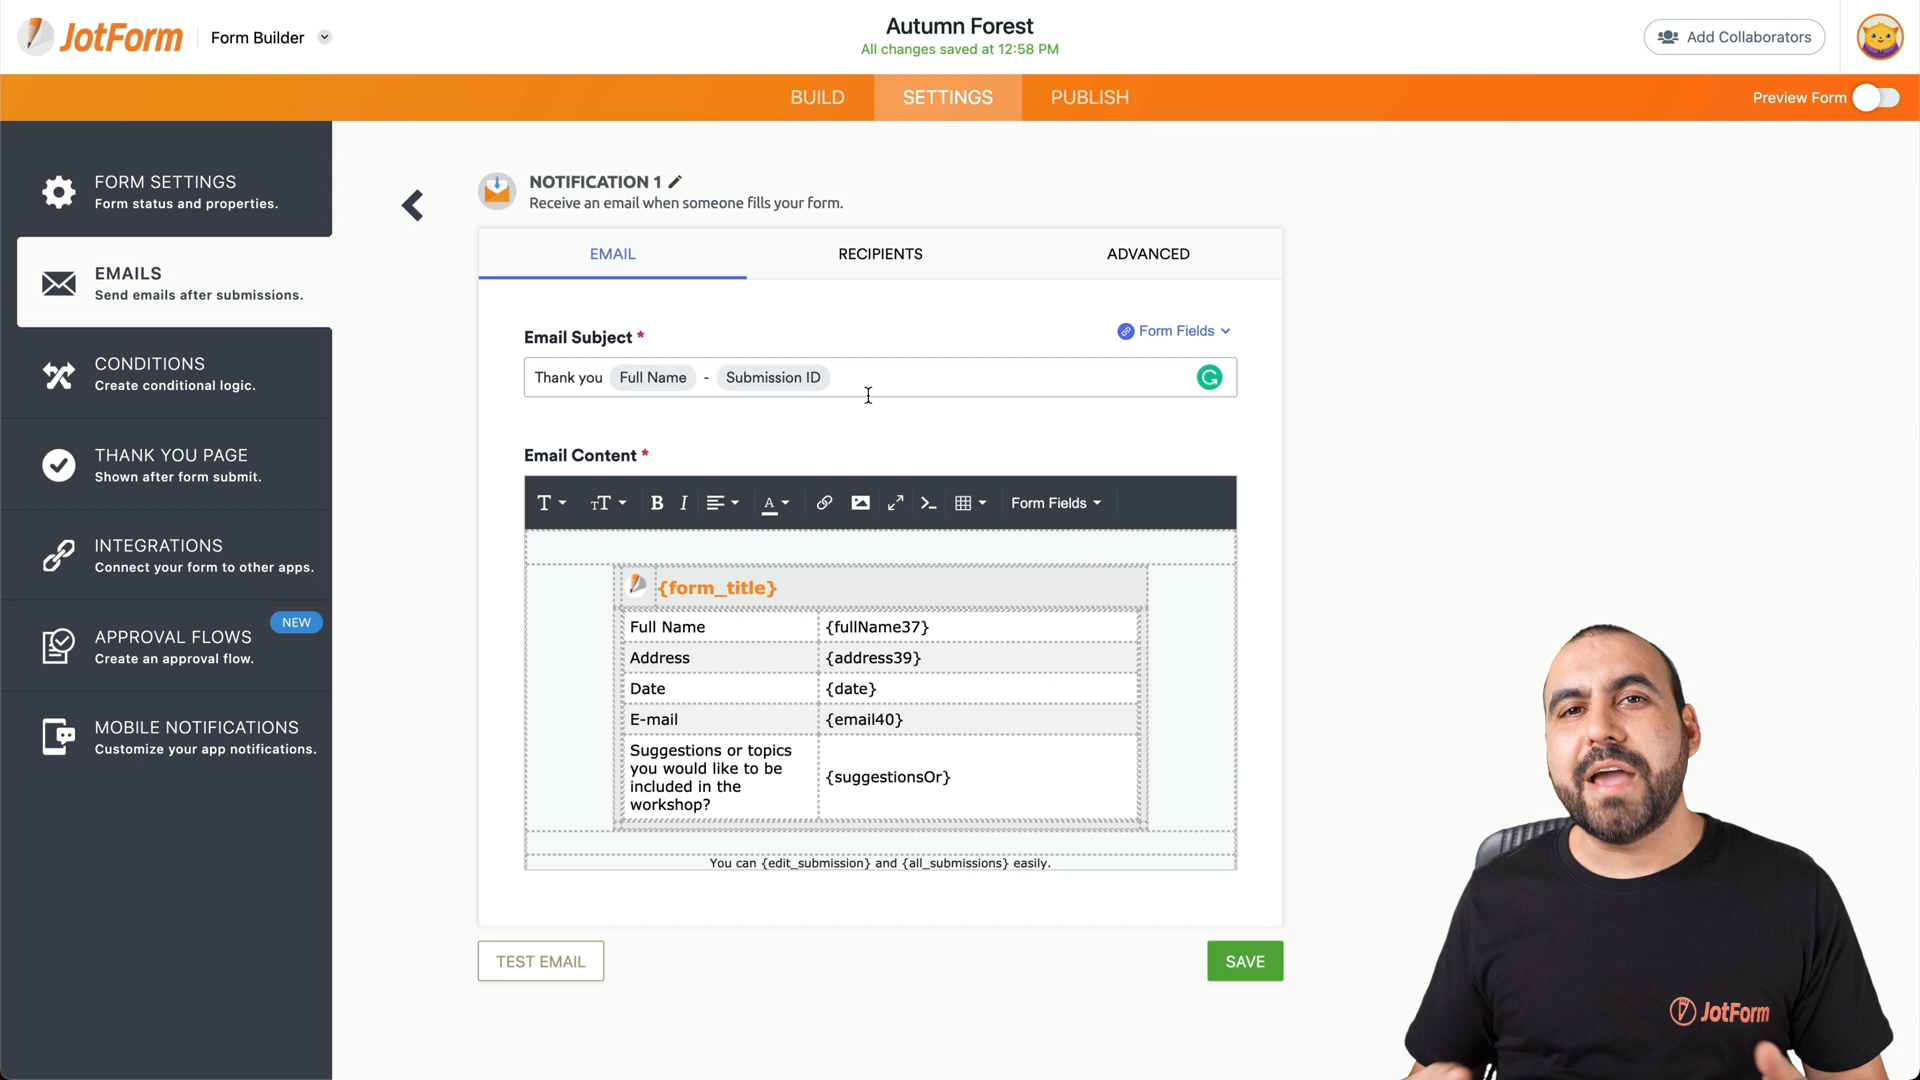 JotForm
Form Builder
Autumn Forest
All changes saved at 12:58 PM
Add Collaborators
BUILD
SETTINGS
PUBLISH
Preview Form
FORM SETTINGS
Form status and properties.
EMAILS
Send emails after submissions.
CONDITIONS
Create conditional logic.
THANK YOU PAGE
Shown after form submit.
INTEGRATIONS
Connect your form to other apps.
NEW
APPROVAL FLOWS
Create an approval flow.
MOBILE NOTIFICATIONS
Customize your app notifications.
NOTIFICATION 1
Receive an email when someone fills your form.
EMAIL
RECIPIENTS
ADVANCED
Email Subject *
Form Fields
Thank you Full Name - Submission ID
Email Content *
B I A Form Fields
{form_title}
Full Name {fullName37}
Address {address39}
Date {date}
E-mail {email40}
Suggestions or topics
you would like to be
included in the
workshop?
{suggestionsOr}
You can {edit_submission} and {all_submissions} easily.
TEST EMAIL
SAVE
JotForm